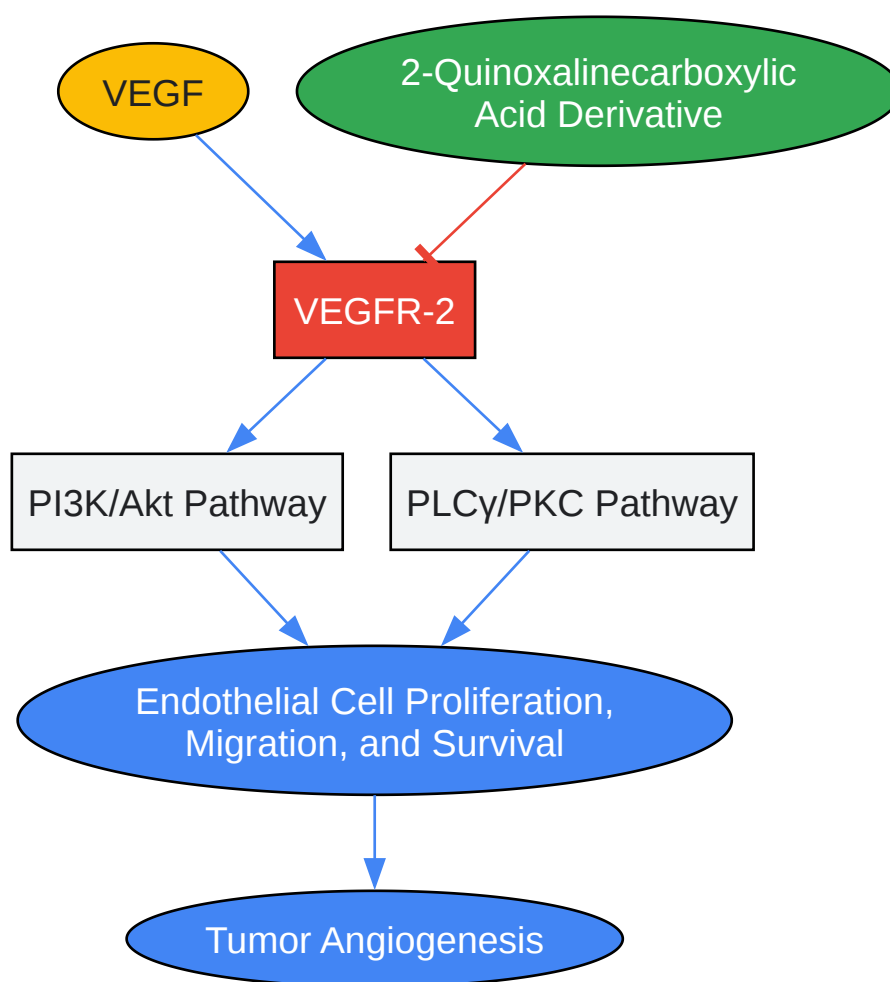 VEGF
2-Quinoxalinecarboxylic
Acid Derivative
VEGFR-2
PI3K/Akt Pathway
PLCγ/PKC Pathway
Endothelial Cell Proliferation,
Migration, and Survival
Tumor Angiogenesis